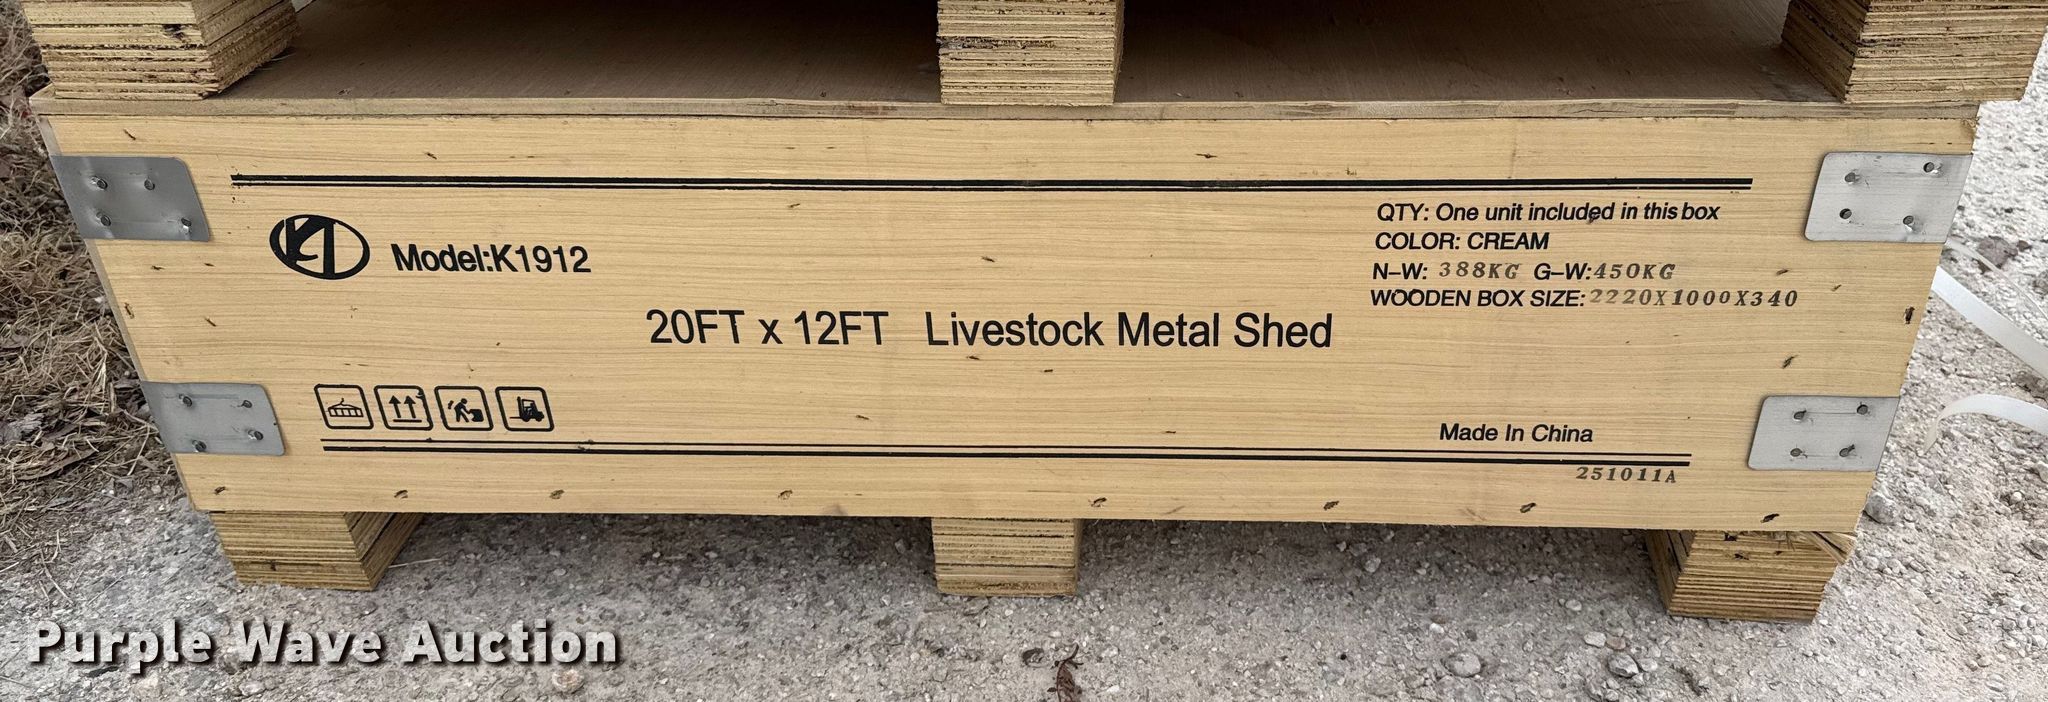 KT
Model:K1912
QTY: One unit included in this box
COLOR: CREAM
N-W: 388KG G-W:450KG
WOODEN BOX SIZE:2220X1000X340
20FT x 12FT Livestock Metal Shed
Made In China
251011A
Purple Wave Auction